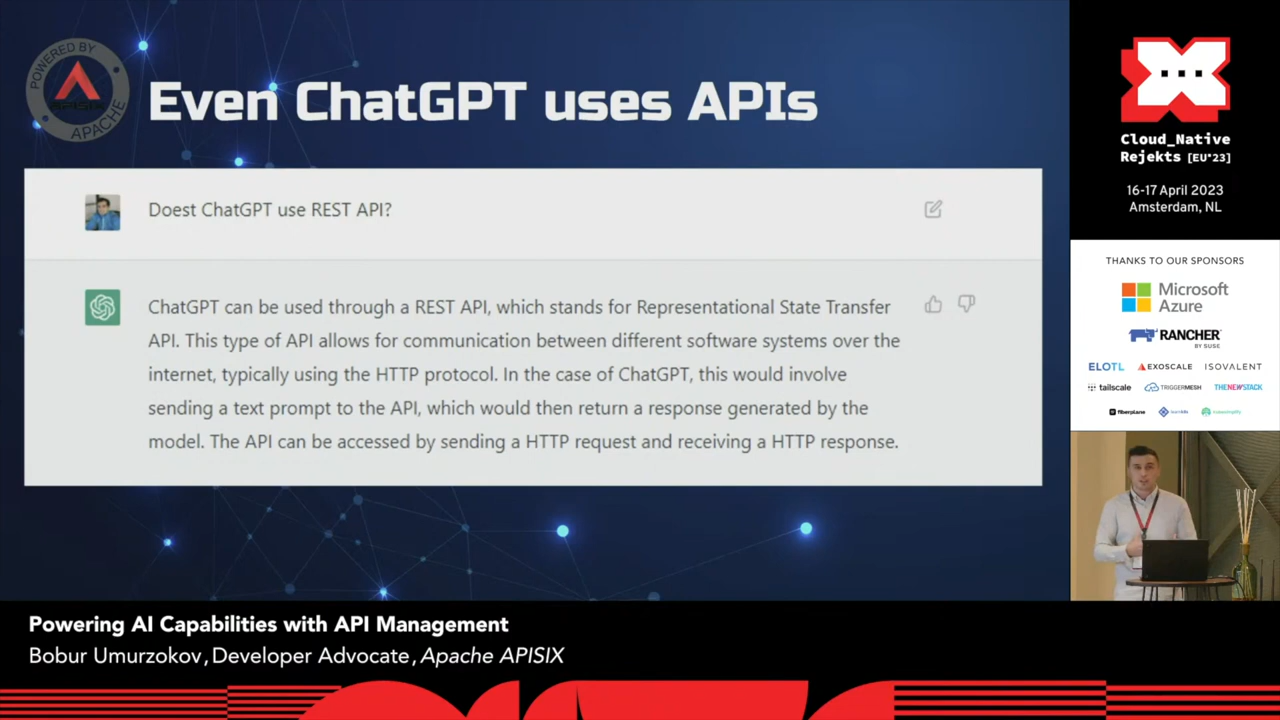 POWERED BY
APISIX
APACHE
Even ChatGPT uses APIs
Doest ChatGPT use REST API?
ChatGPT can be used through a REST API, which stands for Representational State Transfer
API. This type of API allows for communication between different software systems over the
internet, typically using the HTTP protocol. In the case of ChatGPT, this would involve
sending a text prompt to the API, which would then return a response generated by the
model. The API can be accessed by sending a HTTP request and receiving a HTTP response.
Cloud_Native
Rejekts [EU*23]
16-17 April 2023
Amsterdam, NL
THANKS TO OUR SPONSORS
Microsoft
Azure
RANCHER
BY SUSE
ELOTL EXOSCALE ISOVALENT
tailscale TRIGGERMESH THENEWSTACK
fiberplane
Powering AI Capabilities with API Management
Bobur Umurzokov, Developer Advocate, Apache APISIX